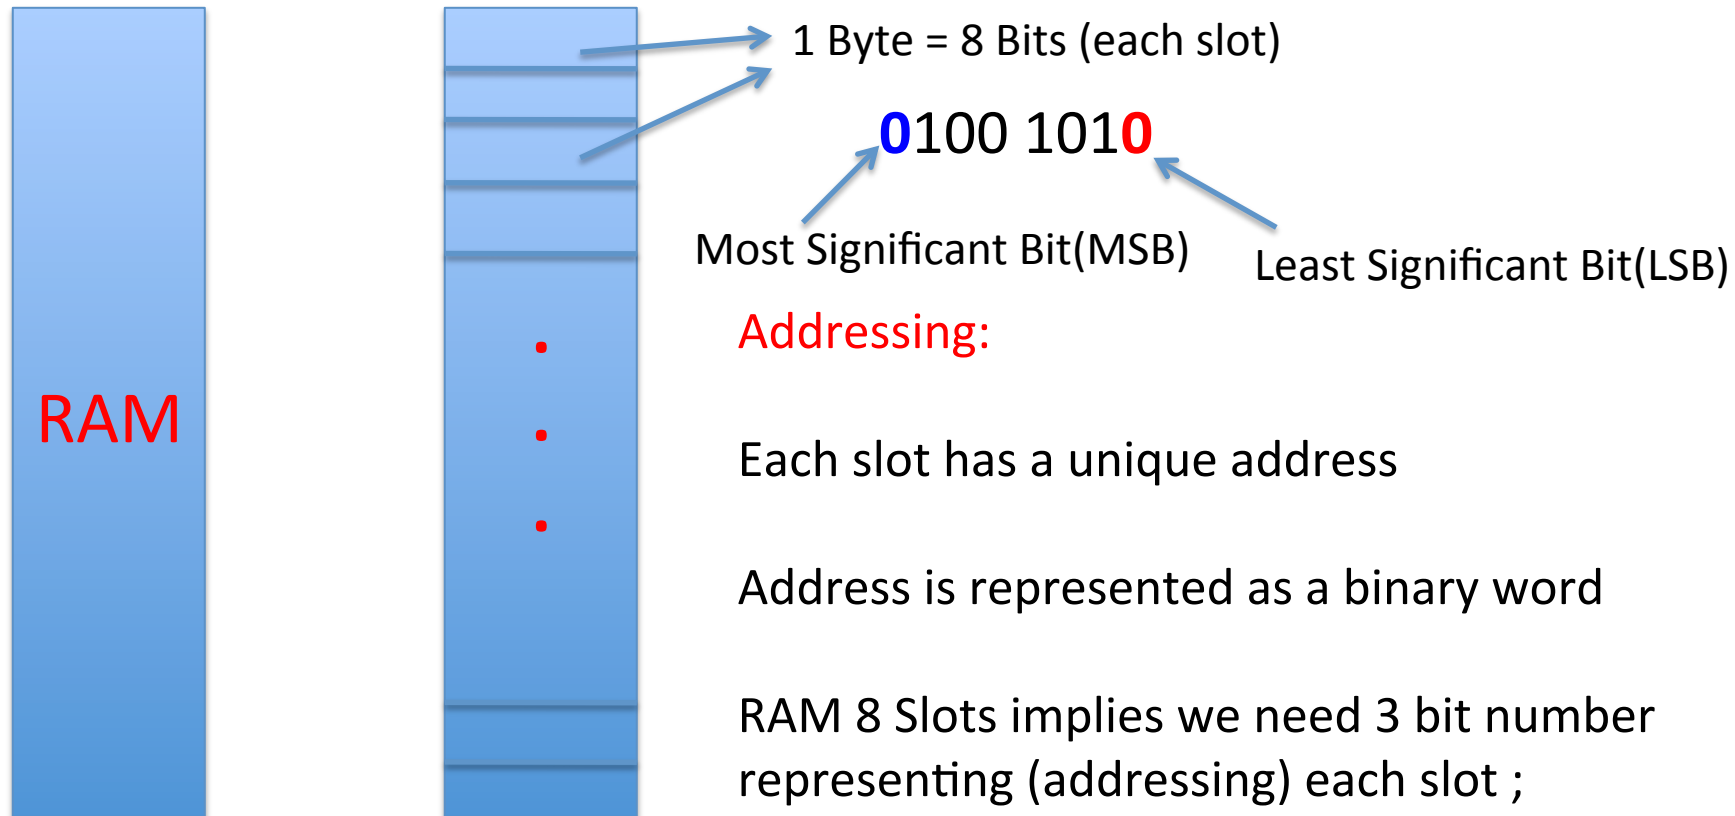 1 Byte = 8 Bits (each slot)
0100 1010
Most Significant Bit(MSB)
Least Significant Bit(LSB)
Addressing:
RAM
Each slot has a unique address
Address is represented as a binary word
RAM 8 Slots implies we need 3 bit number
representing (addressing) each slot ;